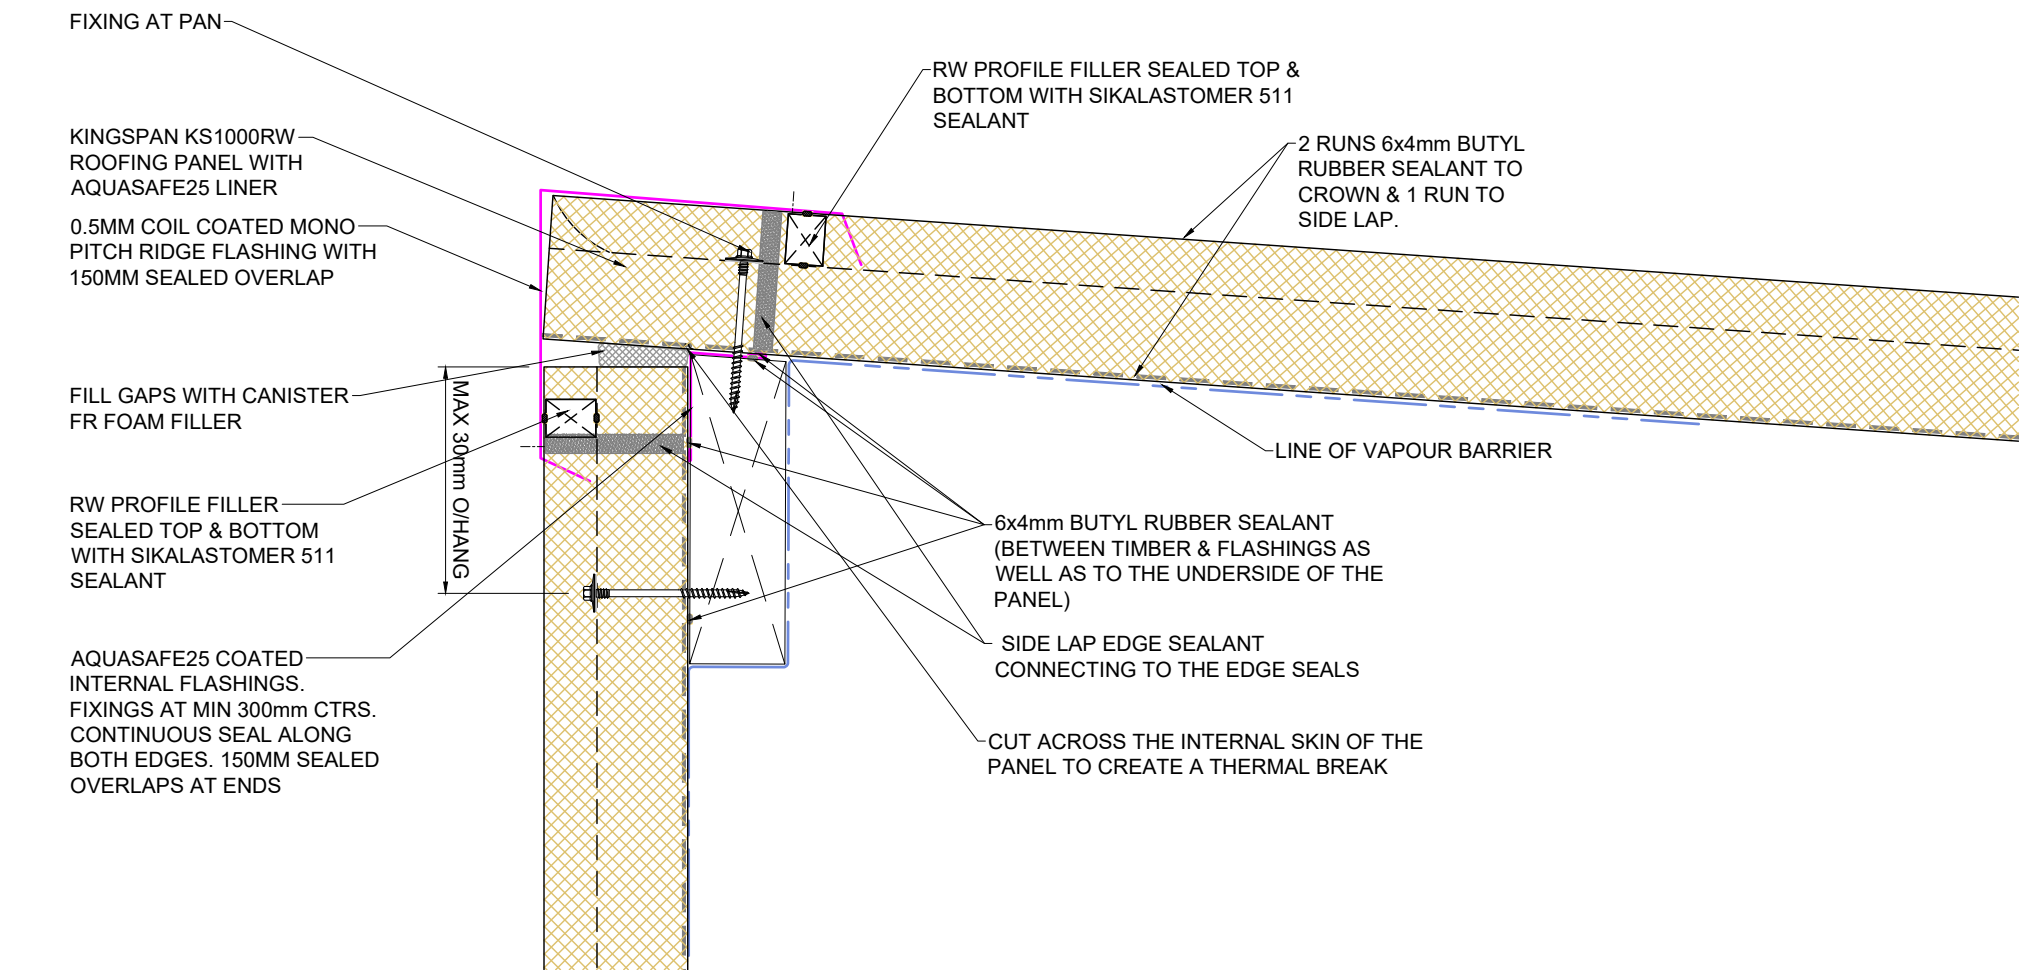 FIXING AT PAN
KINGSPAN KS1000RW
ROOFING PANEL WITH
AQUASAFE25 LINER
0.5MM COIL COATED MONO
PITCH RIDGE FLASHING WITH
150MM SEALED OVERLAP
FILL GAPS WITH CANISTER
FR FOAM FILLER
RW PROFILE FILLER
SEALED TOP & BOTTOM
WITH SIKALASTOMER 511
SEALANT
AQUASAFE25 COATED
INTERNAL FLASHINGS.
FIXINGS AT MIN 300mm CTRS.
CONTINUOUS SEAL ALONG
BOTH EDGES. 150MM SEALED
OVERLAPS AT ENDS
MAX 30mm O/HANG
RW PROFILE FILLER SEALED TOP &
BOTTOM WITH SIKALASTOMER 511
SEALANT
2 RUNS 6x4mm BUTYL
RUBBER SEALANT TO
CROWN & 1 RUN TO
SIDE LAP.
LINE OF VAPOUR BARRIER
6x4mm BUTYL RUBBER SEALANT
(BETWEEN TIMBER & FLASHINGS AS
WELL AS TO THE UNDERSIDE OF THE
PANEL)
SIDE LAP EDGE SEALANT
CONNECTING TO THE EDGE SEALS
CUT ACROSS THE INTERNAL SKIN OF THE
PANEL TO CREATE A THERMAL BREAK